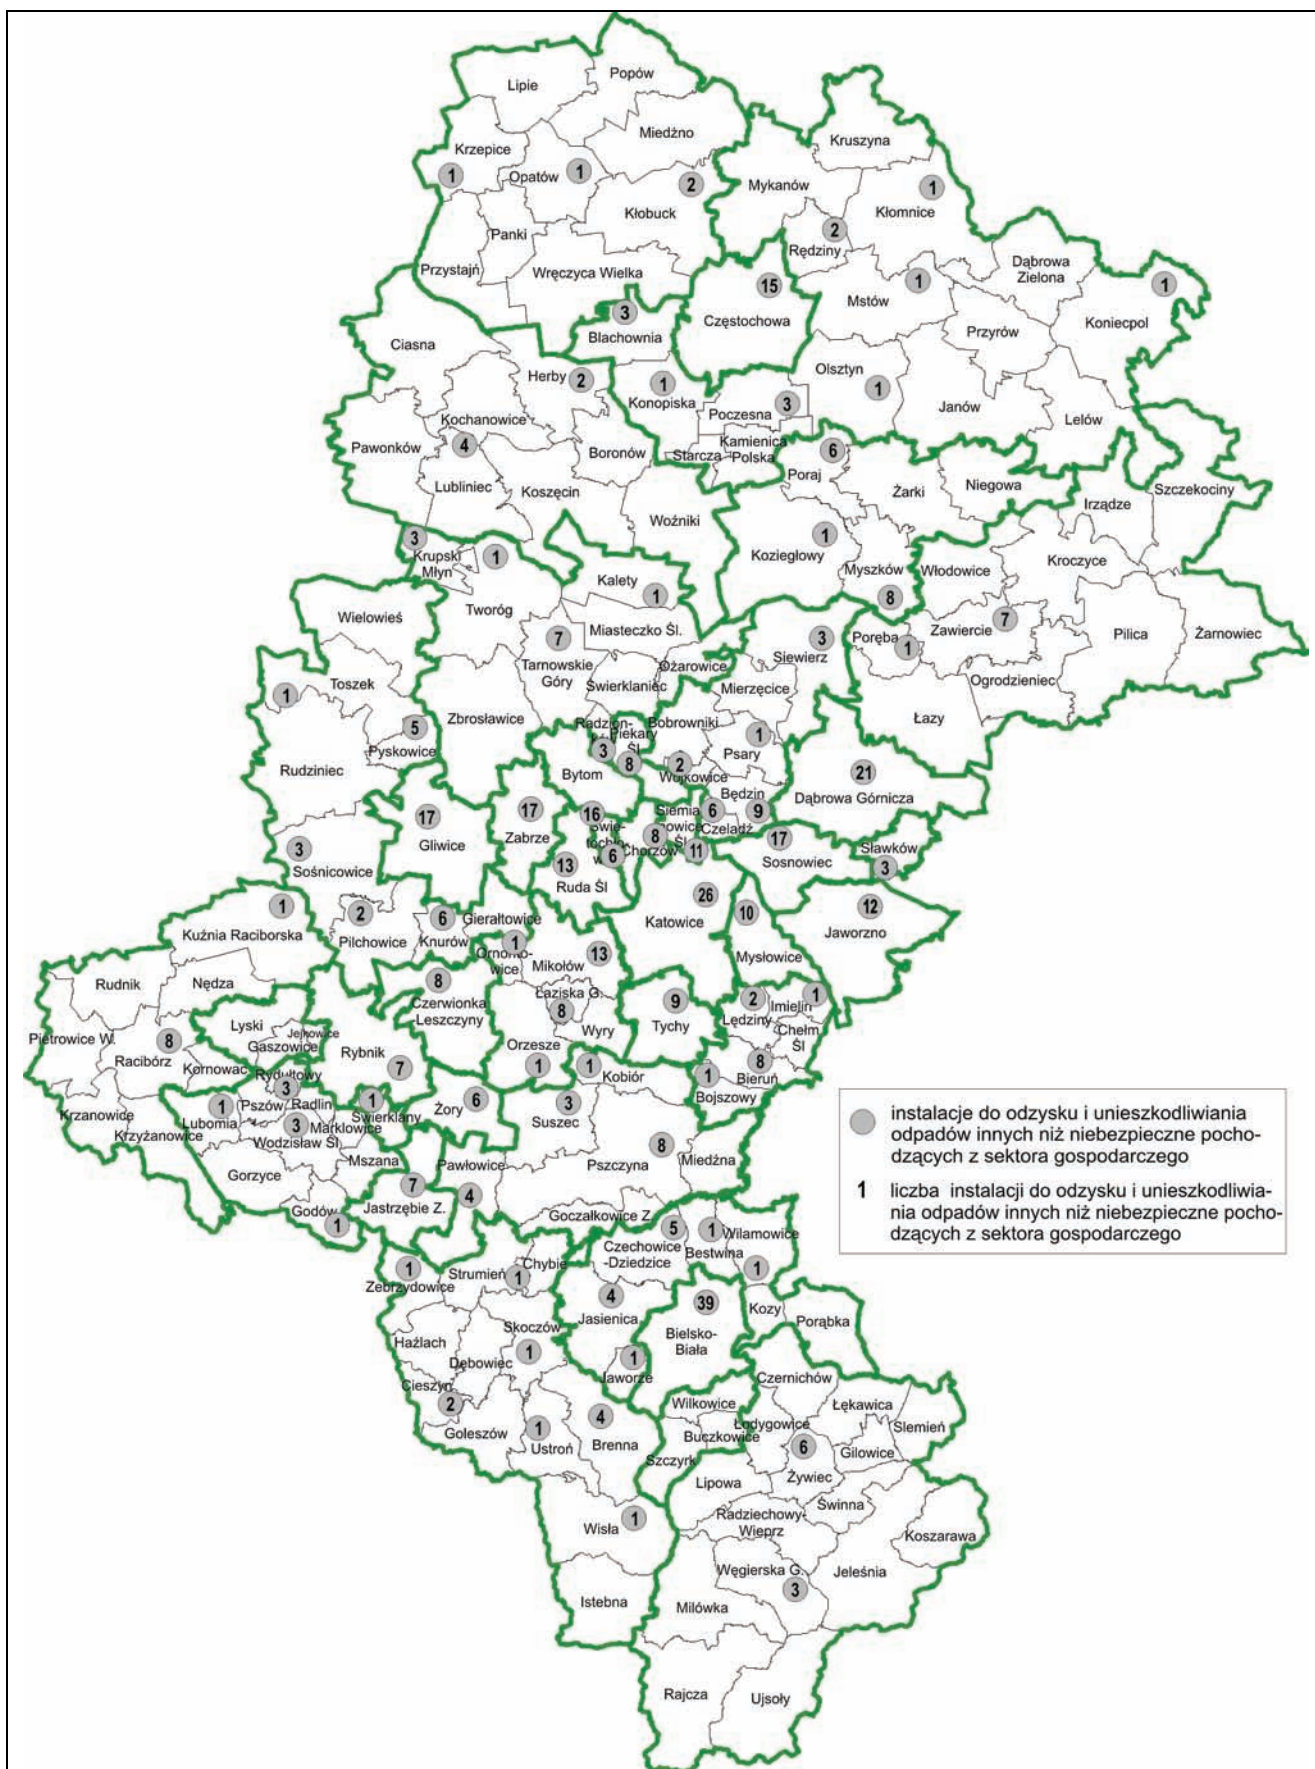 Lipie
Popów
Miedźno
Kruszyna
Krzepice
1
Opatów
1
2
Kłobuck
Mykanów
1
Kłomnice
2
Rędziny
Panki
Przystajń
Wręczyca Wielka
Dąbrowa
Zielona
15
Częstochowa
1
Mstów
1
Koniecpol
Przyrów
3
Blachownia
Ciasna
Herby
2
1
Konopiska
Olsztyn
1
Poczesna
3
Janów
Lelów
Kochanowice
4
Pawonków
Boronów
Starcza
Kamienica
Polska
6
Poraj
Żarki
Niegowa
Szczekociny
Irządze
Lubliniec
Koszęcin
Woźniki
3
Krupski
Młyn
1
Koziegłowy
1
Myszków
8
Włodowice
Kroczyce
Kalety
1
Tworóg
Wielowieś
Miasteczko Śl.
7
Tarnowskie
Góry
3
Siewierz
Poręba
1
Zawiercie
7
Pilica
Żarnowiec
Ogrodzieniec
Ożarowice
Świerklaniec
Mierzęcice
Toszek
1
Zbrosławice
Łazy
5
Pyskowice
Rudziniec
Radzion-
3
Piekary
Śl
8
Bobrowniki
1
Psary
2
Wojkowice
Bytom
Będzin
9
21
Dąbrowa Górnicza
17
Gliwice
17
Zabrze
16
Świe-
6
Siemia
nowice
Śl
8
Chorzów
11
6
Czeladź
17
Sosnowiec
Sławków
3
3
Sośnicowice
13
Ruda Śl
26
Katowice
10
Mysłowice
12
Jaworzno
1
Kuźnia Raciborska
2
Pilchowice
6
Knurów
Gierałtowice
1
wice
Mikołów
13
Rudnik
Nędza
8
Czerwionka
-Leszczyny
Łaziska G.
8
Wyry
9
Tychy
2
Lędziny
Imielin
1
Chełm
Śl
Pietrowice W.
8
Racibórz
Lyski
Gaszowice
Jejkowice
Kornowac
Rybnik
7
Orzesze
1
1
Kobiór
8
Bieruń
1
Bojszowy
Rydułtowy
3
Krzanowice
Krzyżanowice
1
Lubomia
Pszów
Radlin
3
Marklowice
Wodzisław Śl
1
Świerklany
6
Żory
3
Suszec
8
Pszczyna
Miedźna
Mszana
Gorzyce
7
Jastrzębie Z.
Pawłowice
4
Godów
1
Goczałkowice Z.
1
Zebrzydowice
Strumień
Chybie
1
5
Czechowice
-Dziedzice
1
Bestwina
Wilamowice
1
4
Jasienica
39
Bielsko-
Biała
Kozy
Porąbka
Haźlach
Skoczów
1
Dębowiec
1
Jaworze
Cieszyn
2
Goleszów
1
Ustroń
4
Brenna
Wilkowice
Buczkowice
Szczyrk
Czernichów
Łodygowice
Łękawica
Ślemień
Gilowice
6
Żywiec
Lipowa
Świnna
Radziechowy-
Wieprz
Koszarawa
Wisła
1
Węgierska G.
3
Jeleśnia
Istebna
Milówka
Rajcza
Ujsoły
instalacje do odzysku i unieszkodliwiania
odpadów innych niż niebezpieczne pocho-
dzących z sektora gospodarczego
1 liczba instalacji do odzysku i unieszkodliwia-
nia odpadów innych niż niebezpieczne pocho-
dzących z sektora gospodarczego